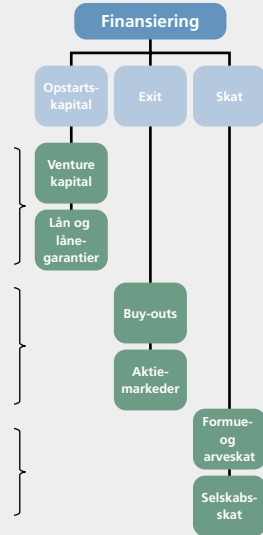 Finansiering
Opstarts-
kapital
Exit
Skat
Venture
kapital
Lån og
låne-
garantier
Buy-outs
Aktie-
markeder
Formue-
og
arveskat
Selskabs-
skat